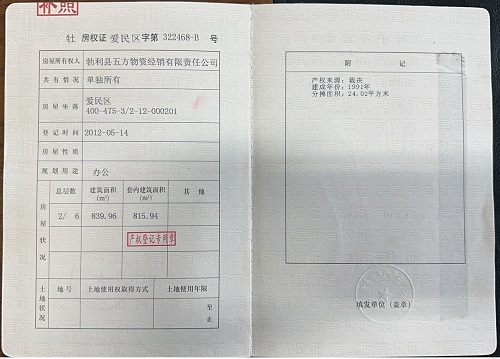 补照
牡 房权证 爱民区 字第 322468-B 号
房屋所有权人 勃利县五方物资经销有限责任公司
共有情况 单独所有
房屋坐落 爱民区
400-475-3/2-12-000201
登记时间 2012-05-14
房屋性质
规划用途 办公
房屋状况
总层数 建筑面积(m²) 套内建筑面积(m²) 其他
2/ 6 839.96 815.94
产权登记专用章
土地状况
地号 土地使用权取得方式 土地使用年限
至
止
附 记
产权来源：裁决
建成年份：1991年
分摊面积：24.02平方米
填发单位（盖章）